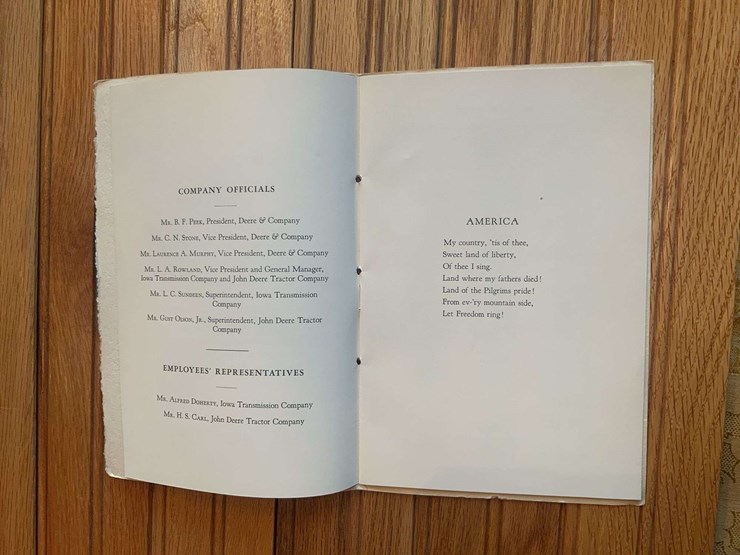 COMPANY OFFICIALS
Mr. B. F. Peek, President, Deere & Company
Mr. C. N. Stone, Vice President, Deere & Company
Mr. Laurence A. Murphy, Vice President, Deere & Company
Mr. L. A. Rowland, Vice President and General Manager,
Iowa Transmission Company and John Deere Tractor Company
Mr. L. C. Sundeen, Superintendent, Iowa Transmission
Company
Mr. Gust Olson, Jr., Superintendent, John Deere Tractor
Company
EMPLOYEES' REPRESENTATIVES
Mr. Alfred Doherty, Iowa Transmission Company
Mr. H. S. Carl, John Deere Tractor Company
AMERICA
My country, 'tis of thee,
Sweet land of liberty,
Of thee I sing.
Land where my fathers died!
Land of the Pilgrims pride!
From ev-'ry mountain side,
Let Freedom ring!